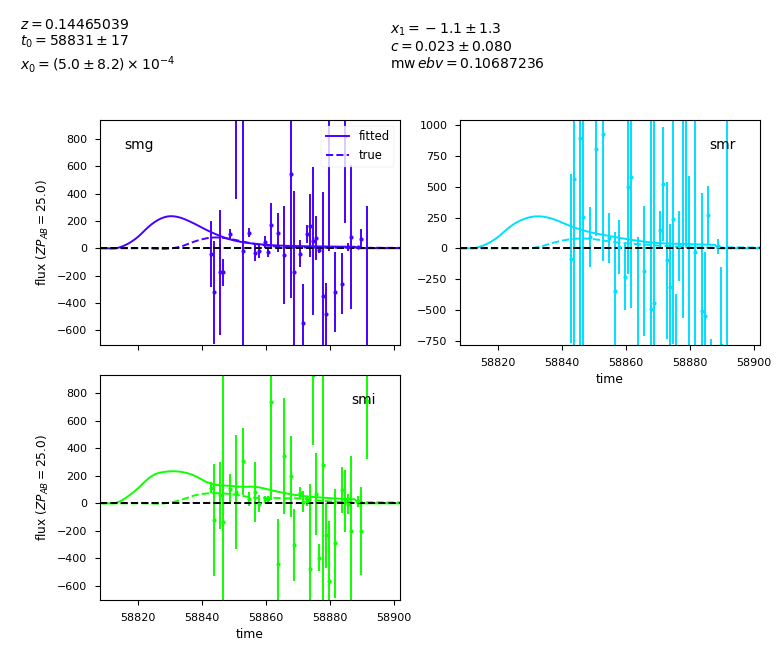 z = 0.14465039
t₀ = 58831 ± 17
x₀ = (5.0 ± 8.2) × 10⁻⁴
x₁ = −1.1 ± 1.3
c = 0.023 ± 0.080
mw ebv = 0.10687236
smg
fitted
true
800
600
400
200
0
−200
−400
−600
flux (ZP_AB = 25.0)
smr
1000
750
500
250
0
−250
−500
−750
58820 58840 58860 58880 58900
time
smi
800
600
400
200
0
−200
−400
−600
flux (ZP_AB = 25.0)
58820 58840 58860 58880 58900
time